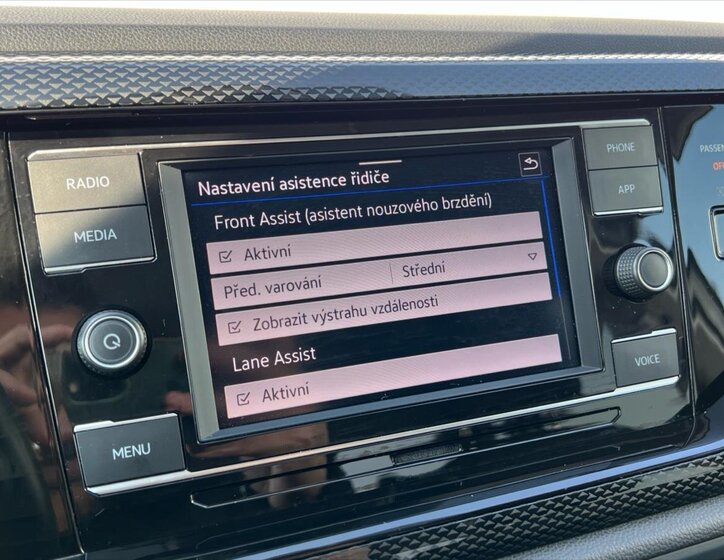 RADIO
MEDIA
MENU
PHONE
APP
VOICE
Nastavení asistence řidiče
Front Assist (asistent nouzového brzdění)
Aktivní
Před. varování Střední
Zobrazit výstrahu vzdálenosti
Lane Assist
Aktivní